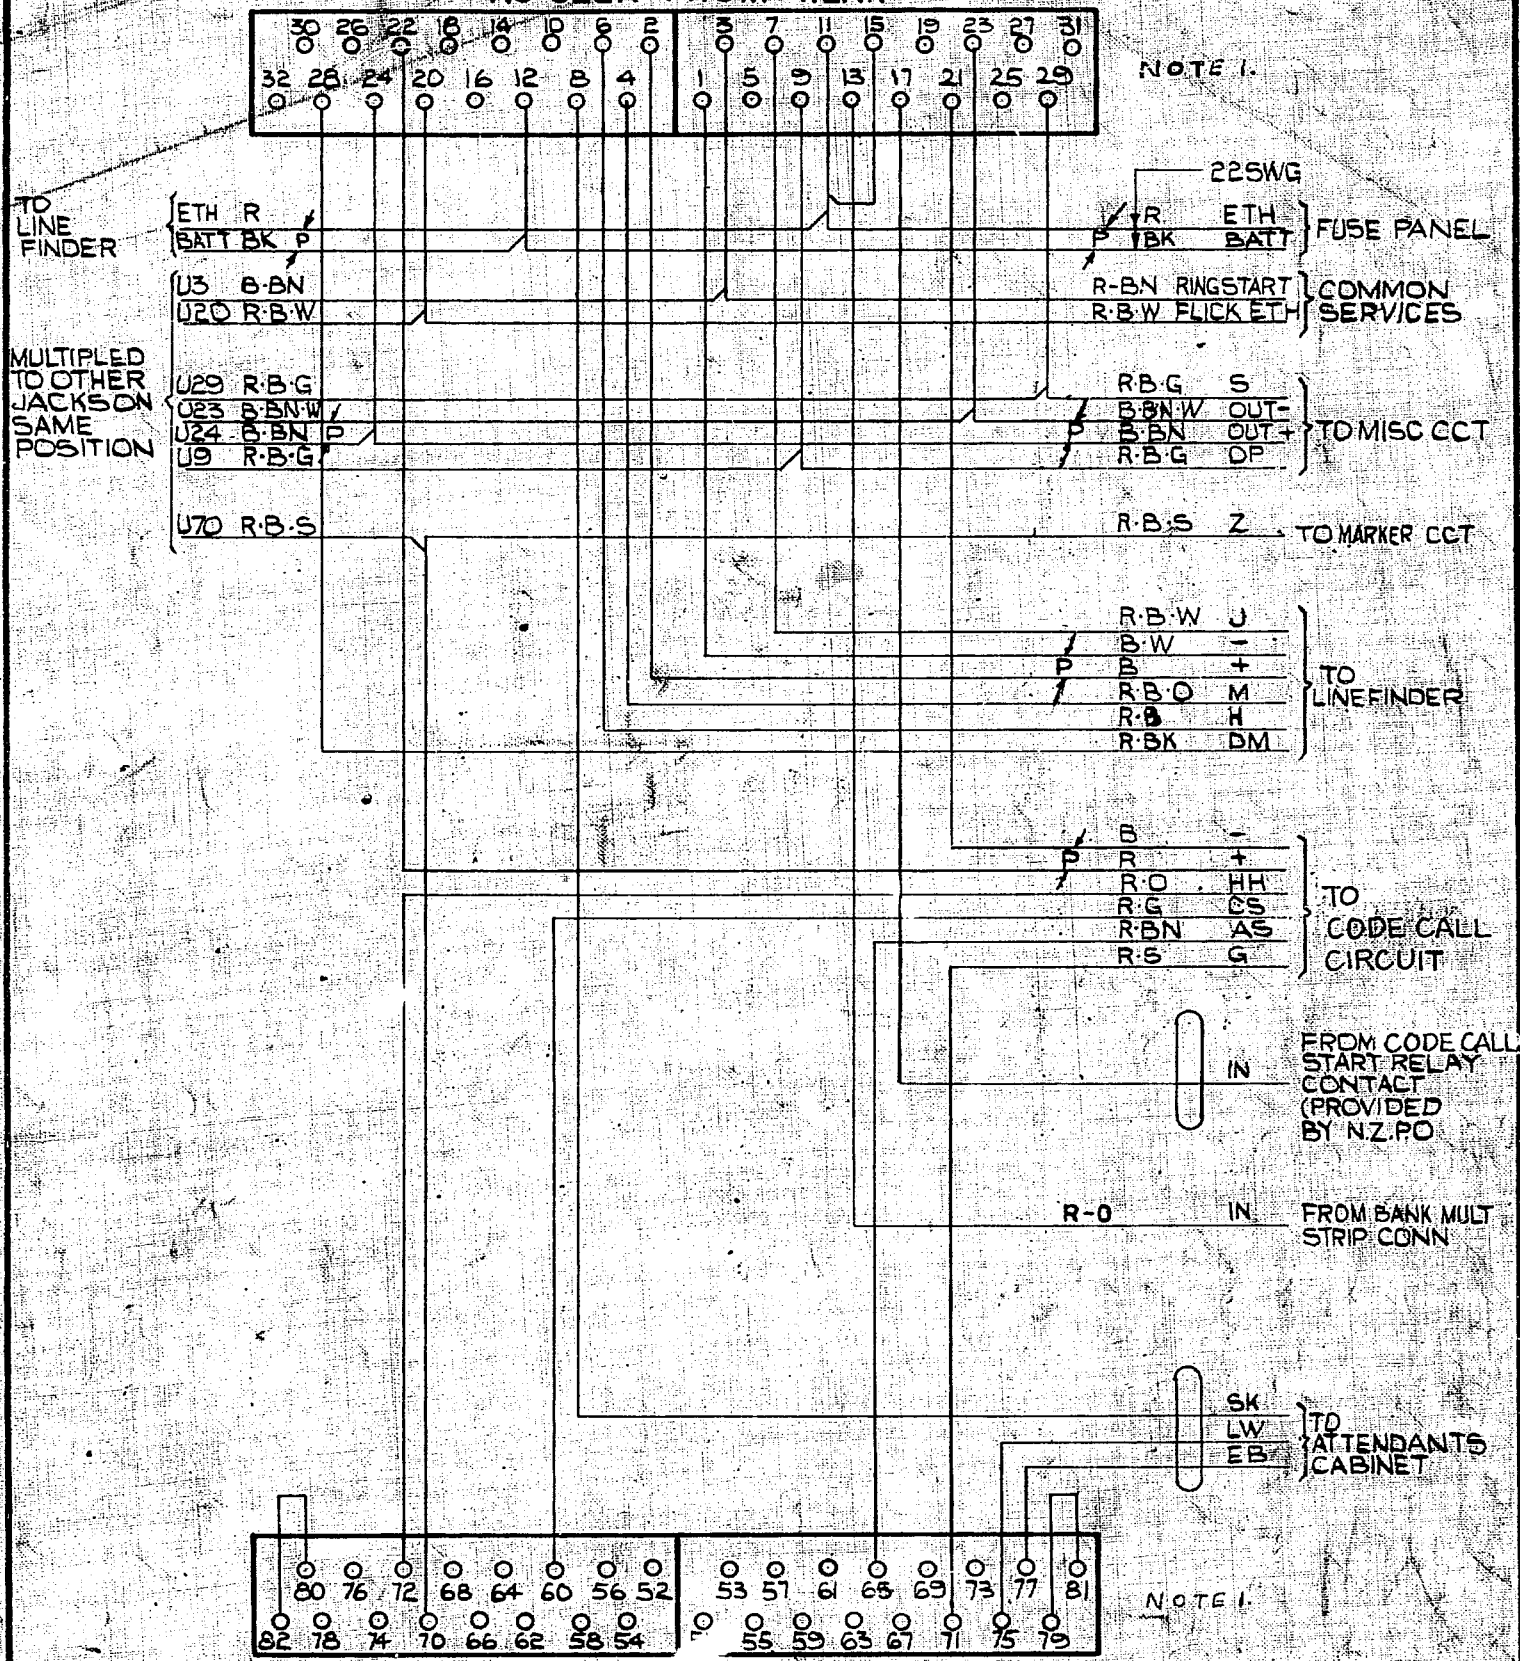 30 26 22 18 14 10 6 2 3 7 11 15 19 23 27 31
32 28 24 20 16 12 8 4 1 5 9 13 17 21 25 29
NOTE 1.
22SWG
TO
LINE
FINDER
ETH R
BATT BK P
R ETH
P BK BATT
FUSE PANEL
U3 B·BN
U20 R·B·W
R-BN RINGSTART
R·B·W FLICK ETH
COMMON
SERVICES
MULTIPLED
TO OTHER
JACKS ON
SAME
POSITION
U29 R·B·G
U23 B·BN·W
U24 B·BN P
U9 R·B·G
U70 R·B·S
R·B·G S
B·BN·W OUT-
P B·BN OUT+
R·B·G OP
TO MISC CCT
R·B·S Z
TO MARKER CCT
R·B·W J
B·W -
P B +
R·B·O M
R·B H
R·BK DM
TO
LINEFINDER
B -
P R +
R·O HH
R·G CS
R·BN AS
R·S G
TO
CODE CALL
CIRCUIT
IN
FROM CODE CALL
START RELAY
CONTACT
(PROVIDED
BY N.Z.P.O
R-O IN
FROM BANK MULT
STRIP CONN
SK
LW
EB
TO
ATTENDANTS
CABINET
80 76 72 68 64 60 56 52 53 57 61 65 69 73 77 81
82 78 74 70 66 62 58 54 55 59 63 67 71 75 79
NOTE 1.